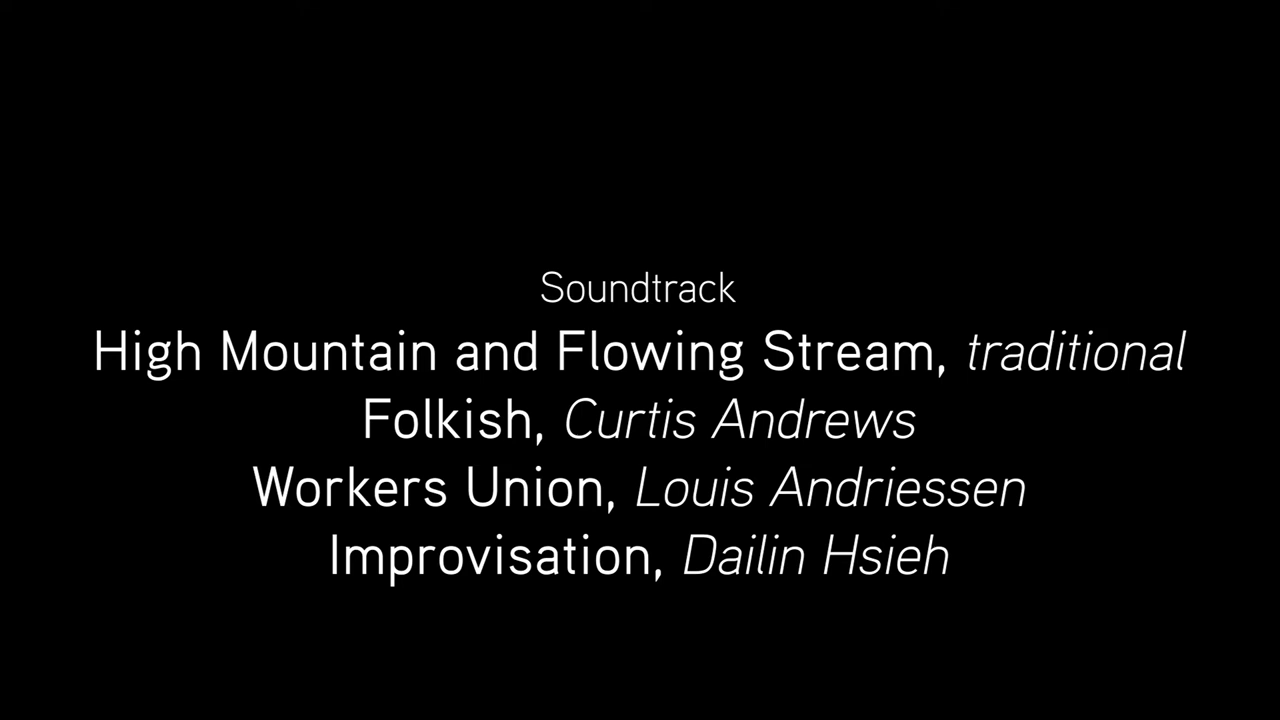 Soundtrack
High Mountain and Flowing Stream, traditional
Folkish, Curtis Andrews
Workers Union, Louis Andriessen
Improvisation, Dailin Hsieh